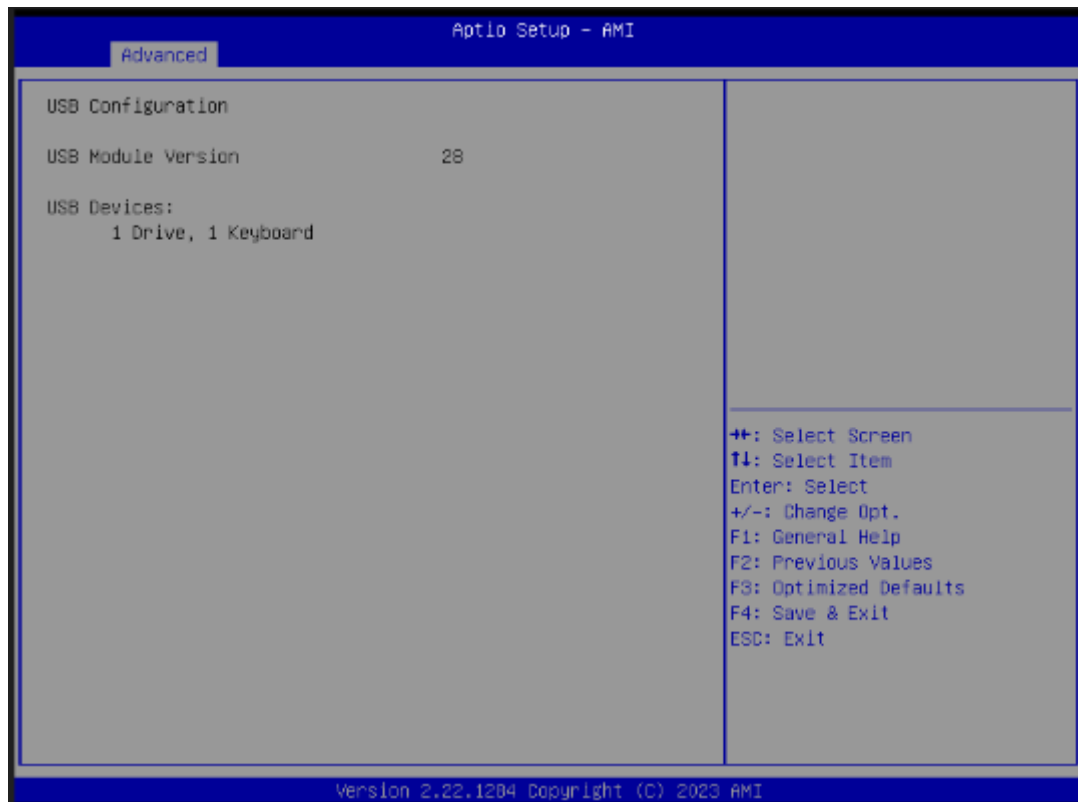 Aptio Setup - AMI
Advanced
USB Configuration
USB Module Version 28
USB Devices:
1 Drive, 1 Keyboard
→←: Select Screen
↑↓: Select Item
Enter: Select
+/-: Change Opt.
F1: General Help
F2: Previous Values
F3: Optimized Defaults
F4: Save & Exit
ESC: Exit
Version 2.22.1284 Copyright (C) 2023 AMI